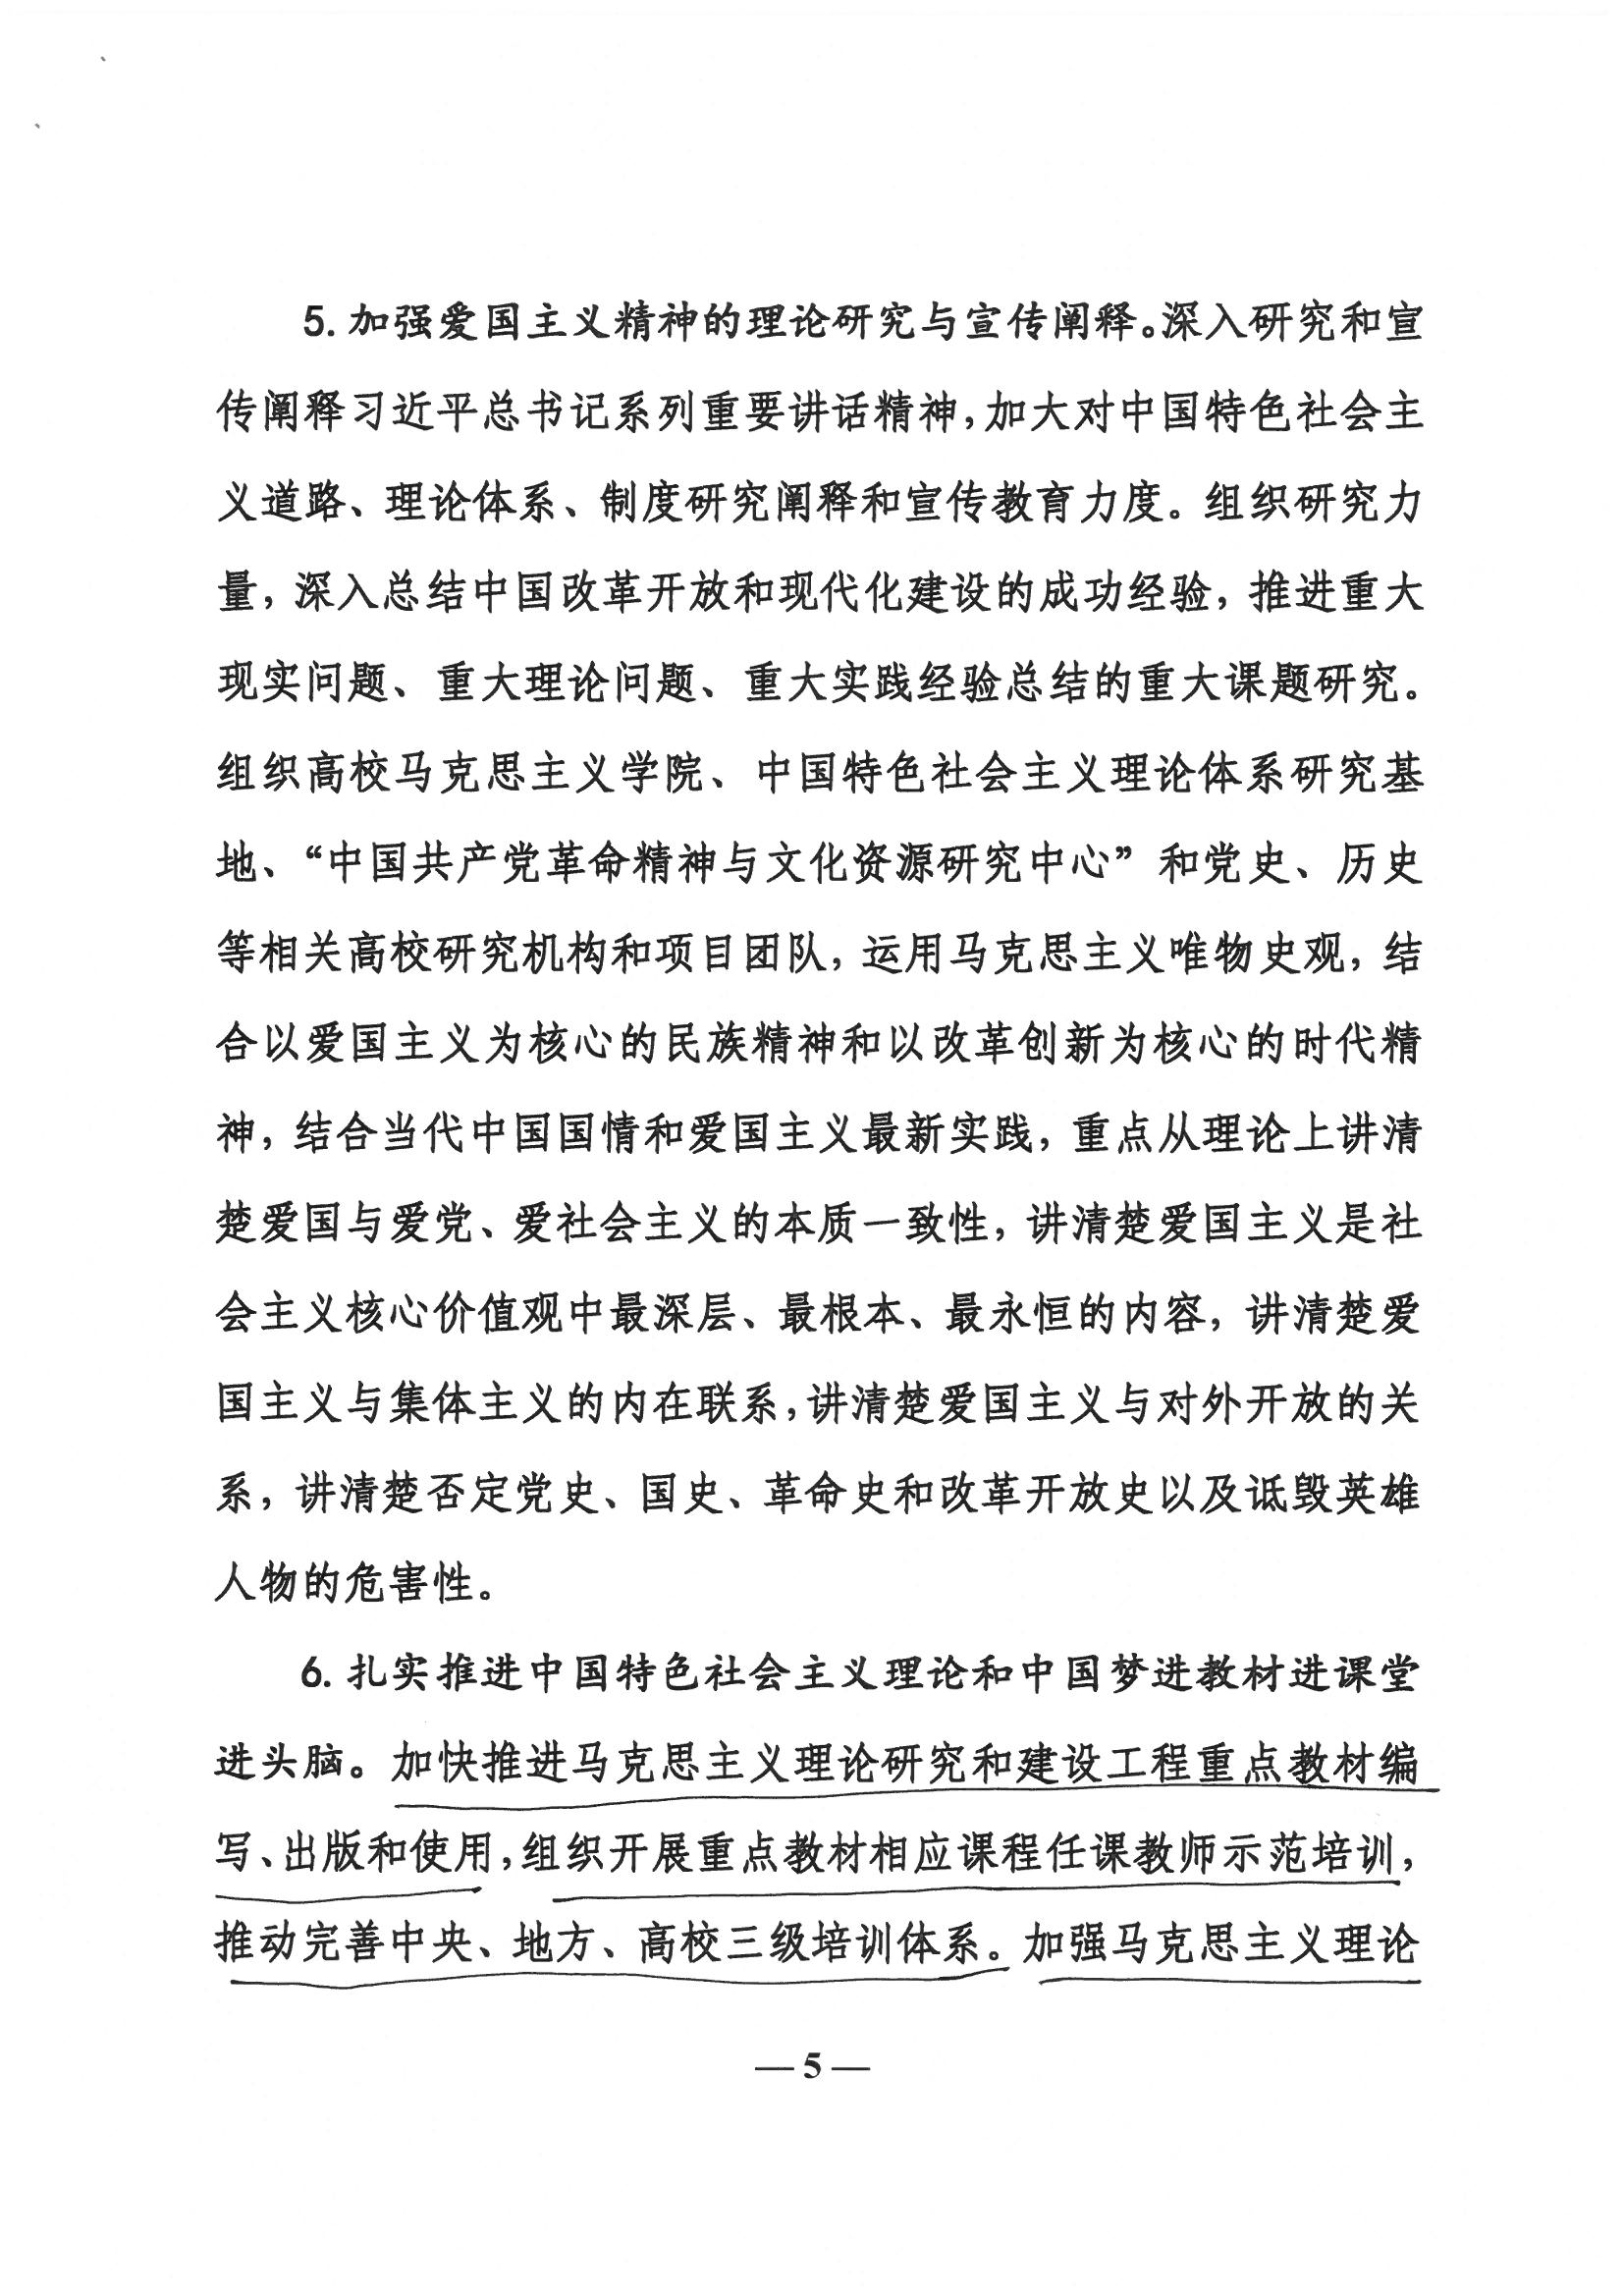 5. 加强爱国主义精神的理论研究与宣传阐释。深入研究和宣
传阐释习近平总书记系列重要讲话精神，加大对中国特色社会主
义道路、理论体系、制度研究阐释和宣传教育力度。组织研究力
量，深入总结中国改革开放和现代化建设的成功经验，推进重大
现实问题、重大理论问题、重大实践经验总结的重大课题研究。
组织高校马克思主义学院、中国特色社会主义理论体系研究基
地、“中国共产党革命精神与文化资源研究中心”和党史、历史
等相关高校研究机构和项目团队，运用马克思主义唯物史观，结
合以爱国主义为核心的民族精神和以改革创新为核心的时代精
神，结合当代中国国情和爱国主义最新实践，重点从理论上讲清
楚爱国与爱党、爱社会主义的本质一致性，讲清楚爱国主义是社
会主义核心价值观中最深层、最根本、最永恒的内容，讲清楚爱
国主义与集体主义的内在联系，讲清楚爱国主义与对外开放的关
系，讲清楚否定党史、国史、革命史和改革开放史以及诋毁英雄
人物的危害性。
6. 扎实推进中国特色社会主义理论和中国梦进教材进课堂
进头脑。加快推进马克思主义理论研究和建设工程重点教材编
写、出版和使用，组织开展重点教材相应课程任课教师示范培训，
推动完善中央、地方、高校三级培训体系。加强马克思主义理论
— 5 —